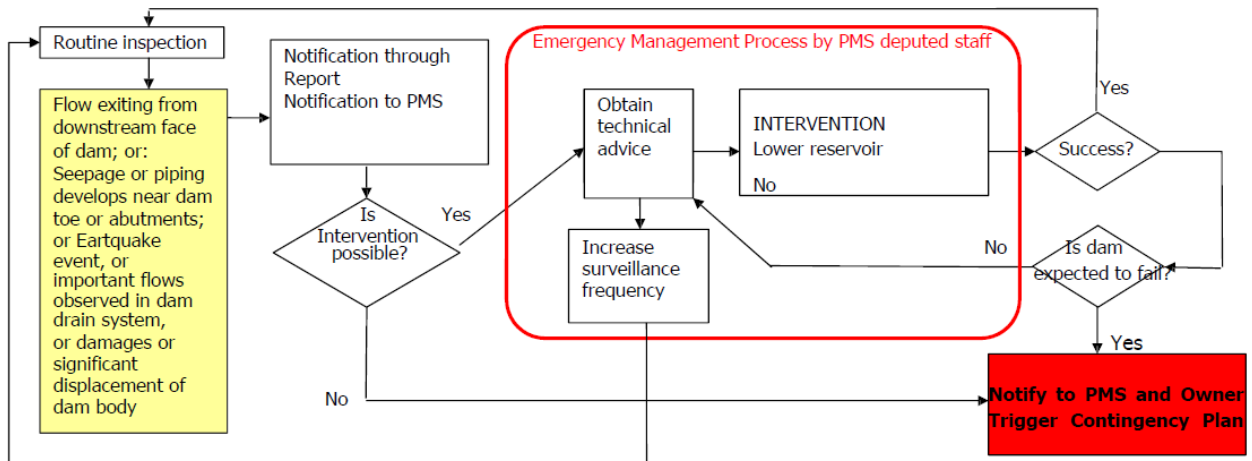 Routine inspection
Flow exiting from
downstream face
of dam; or:
Seepage or piping
develops near dam
toe or abutments;
or Eartquake
event, or
important flows
observed in dam
drain system,
or damages or
significant
displacement of
dam body
Notification through
Report
Notification to PMS
Is
Intervention
possible?
Yes
No
Emergency Management Process by PMS deputed staff
Obtain
technical
advice
INTERVENTION
Lower reservoir
No
Increase
surveillance
frequency
Yes
Success?
No
Is dam
expected to fail?
Yes
Notify to PMS and Owner
Trigger Contingency Plan